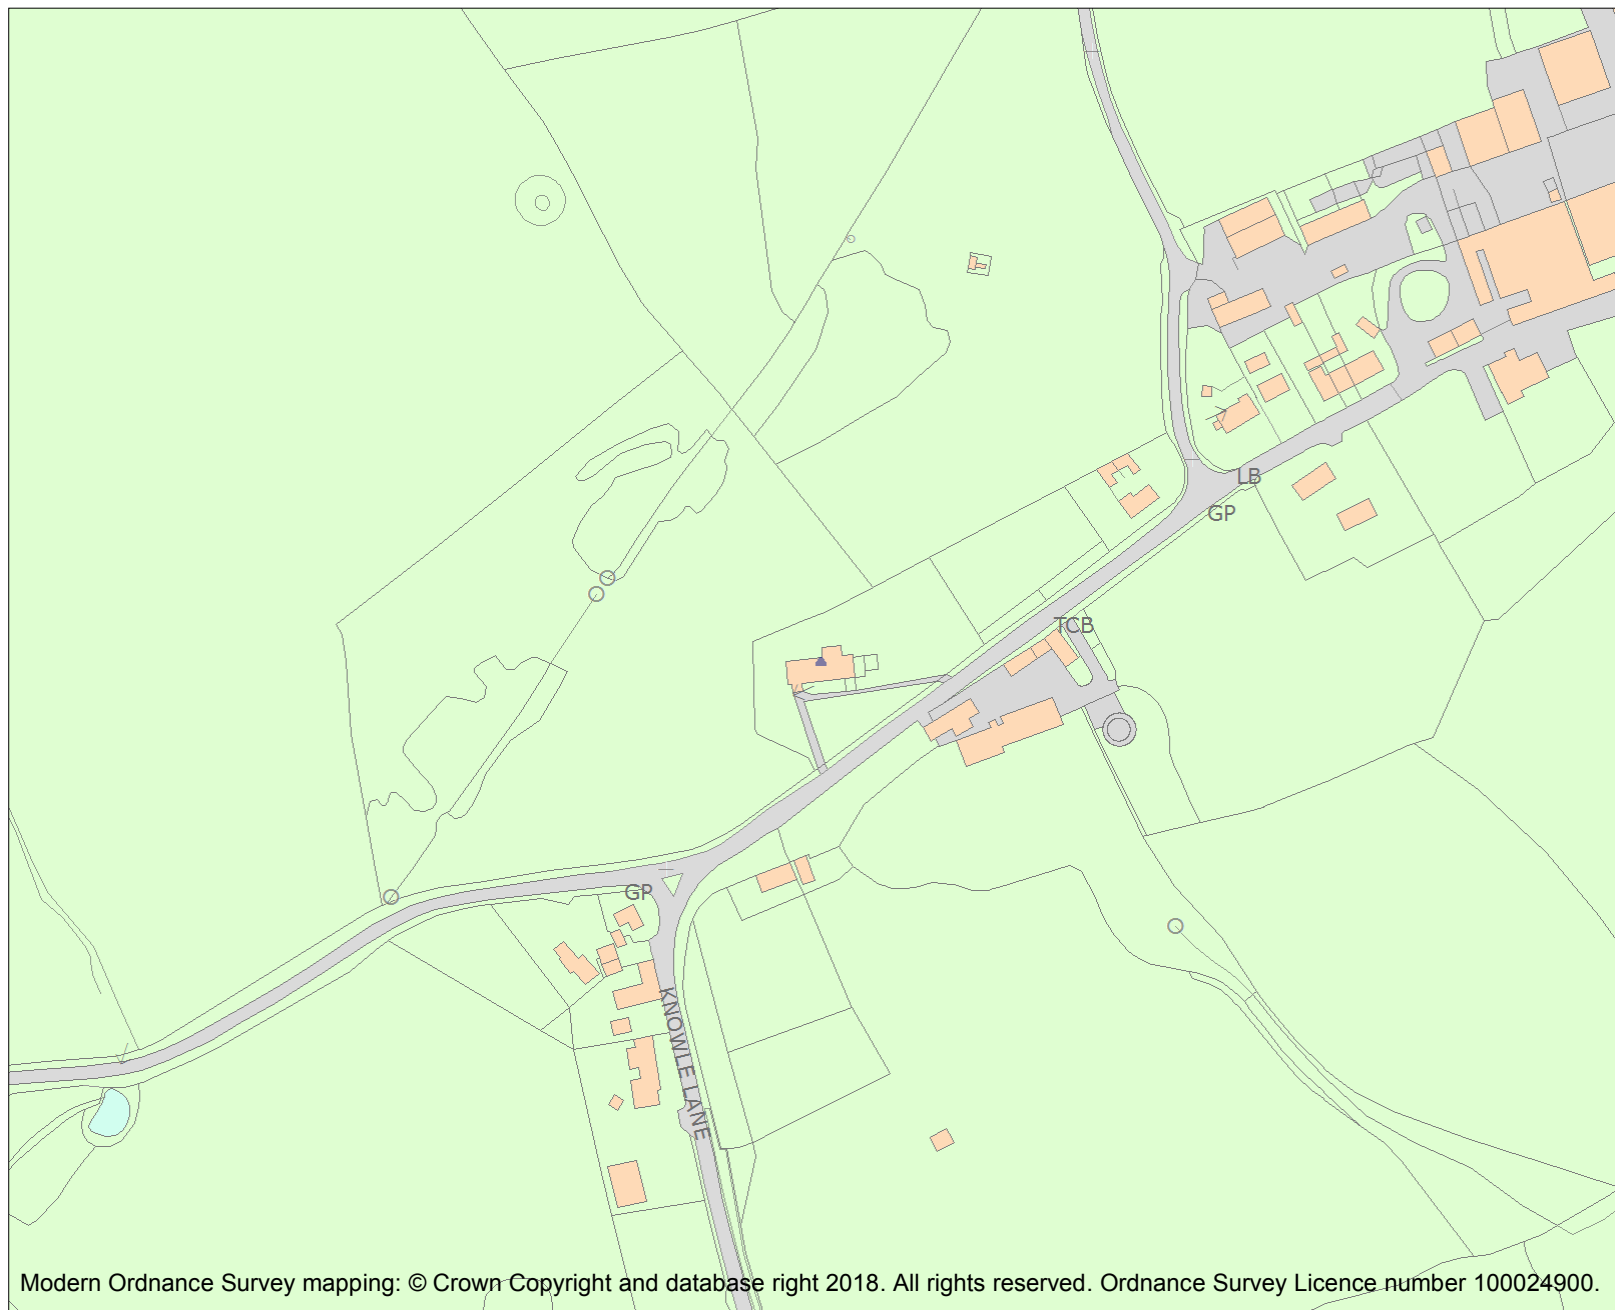 LB
GP
TCB
GP
KNOWLE LANE
Modern Ordnance Survey mapping: © Crown Copyright and database right 2018. All rights reserved. Ordnance Survey Licence number 100024900.